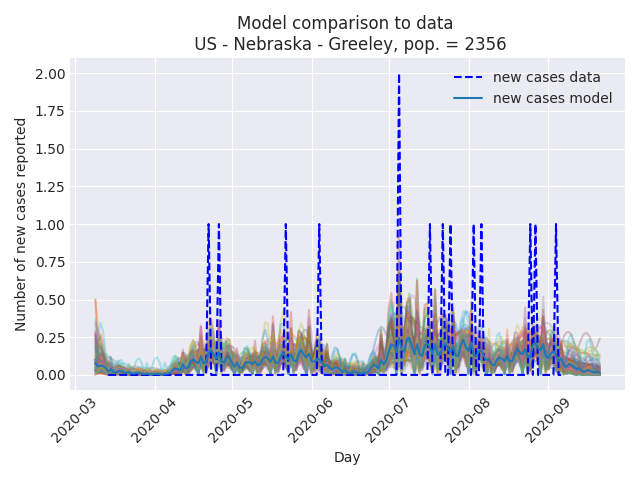 Model comparison to data
US - Nebraska - Greeley, pop. = 2356
new cases data
new cases model
Number of new cases reported
2.00
1.75
1.50
1.25
1.00
0.75
0.50
0.25
0.00
2020-03
2020-04
2020-05
2020-06
2020-07
2020-08
2020-09
Day